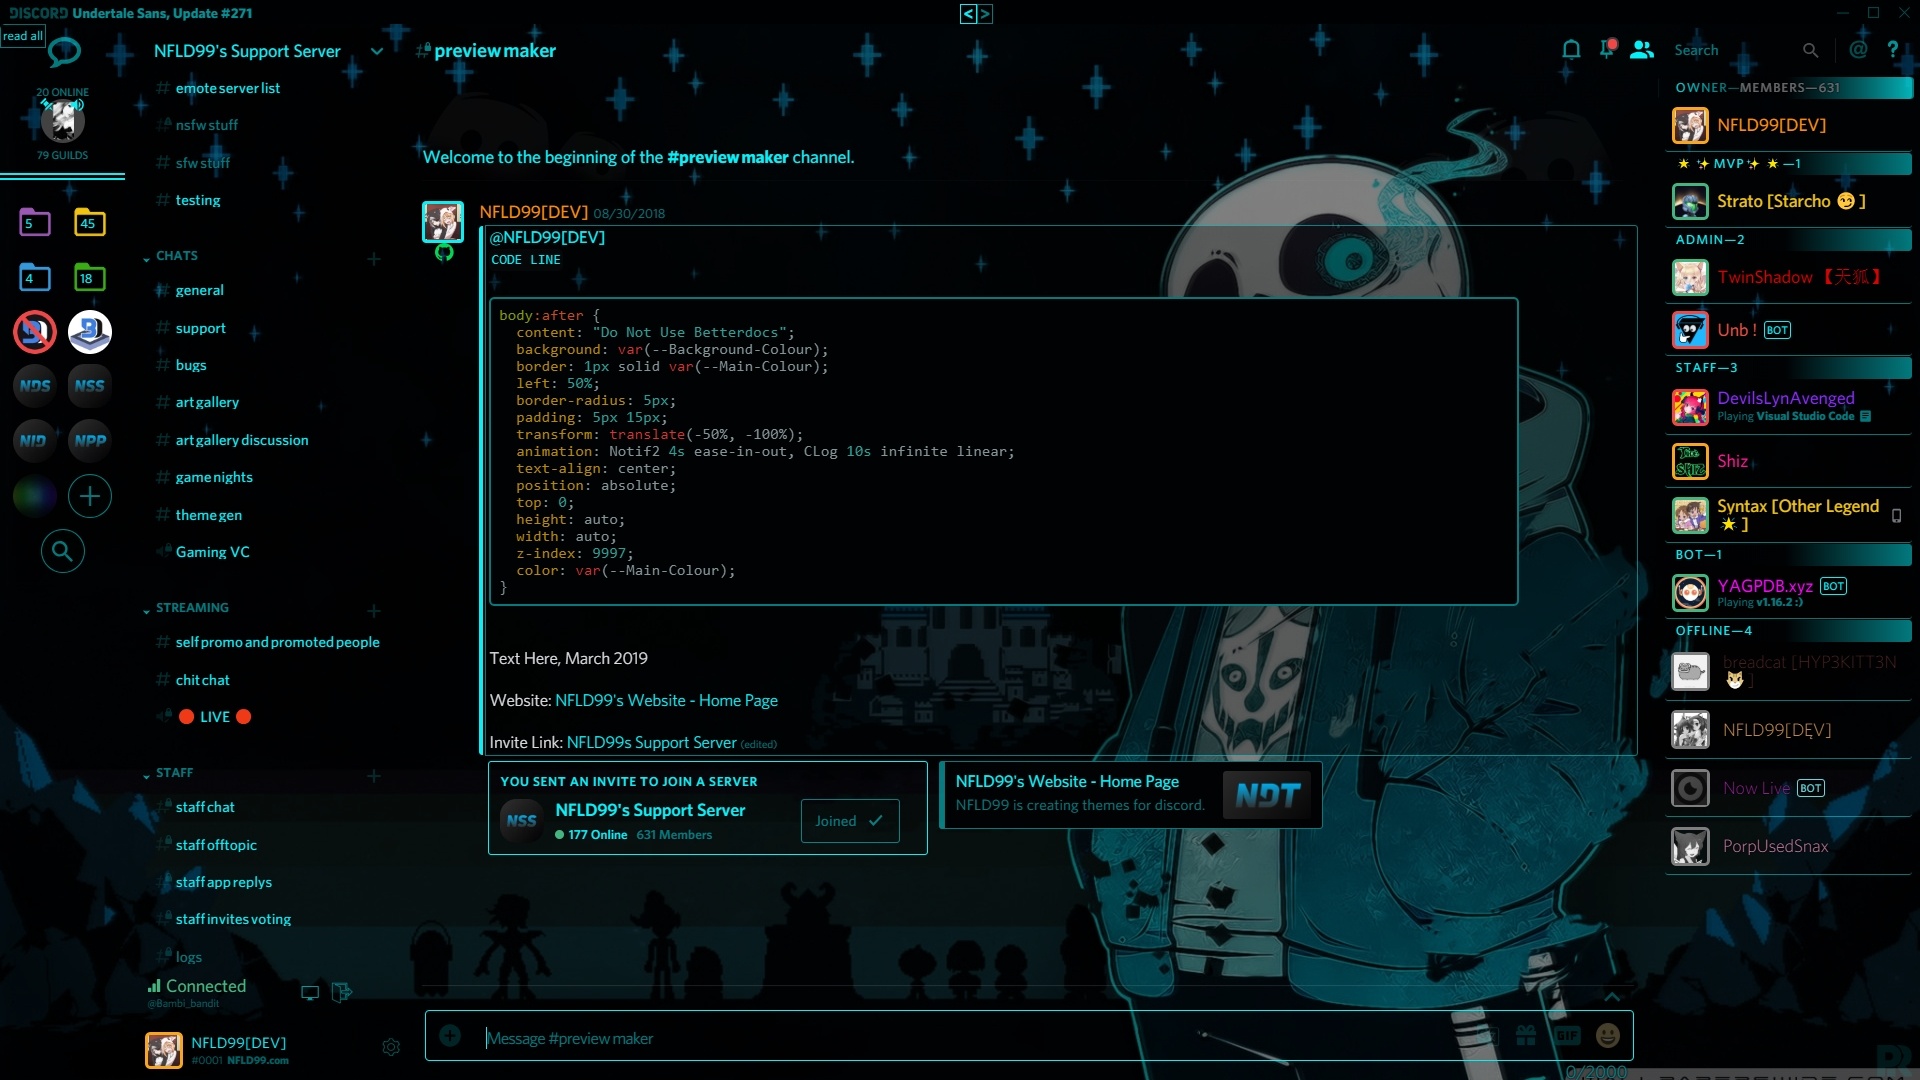 DISCORD Undertale Sans, Update #271
< >
read all
20 ONLINE
79 GUILDS
5
45
4
18
NDS
NSS
NID
NPP
NFLD99's Support Server
# emote server list
# nsfw stuff
# sfw stuff
# testing
CHATS
# general
# support
# bugs
# art gallery
# art gallery discussion
# game nights
# theme gen
Gaming VC
STREAMING
# self promo and promoted people
# chit chat
🔴 LIVE 🔴
STAFF
# staff chat
# staff offtopic
# staff app replys
# staff invites voting
# logs
Connected
@Bambi_bandit
NFLD99[DEV]
#0001 NFLD99.com
# preview maker
Search
@ ?
Welcome to the beginning of the #preview maker channel.
NFLD99[DEV] 08/30/2018
@NFLD99[DEV]
CODE LINE
body:after {
content: "Do Not Use Betterdocs";
background: var(--Background-Colour);
border: 1px solid var(--Main-Colour);
left: 50%;
border-radius: 5px;
padding: 5px 15px;
transform: translate(-50%, -100%);
animation: Notif2 4s ease-in-out, CLog 10s infinite linear;
text-align: center;
position: absolute;
top: 0;
height: auto;
width: auto;
z-index: 9997;
color: var(--Main-Colour);
}
Text Here, March 2019
Website: NFLD99's Website - Home Page
Invite Link: NFLD99s Support Server (edited)
YOU SENT AN INVITE TO JOIN A SERVER
NSS
NFLD99's Support Server
177 Online 631 Members
Joined
NFLD99's Website - Home Page
NFLD99 is creating themes for discord.
NDT
Message #preview maker
GIF
0/2000
OWNER—MEMBERS—631
NFLD99[DEV]
★ ✨ MVP ✨ ★ —1
Strato [Starcho 😏 ]
ADMIN—2
TwinShadow 【天狐】
Unb ! BOT
STAFF—3
DevilsLynAvenged
Playing Visual Studio Code
The SHIZ
Shiz
Syntax [Other Legend
★ ]
BOT—1
YAGPDB.xyz BOT
Playing v1.16.2 :)
OFFLINE—4
breadcat [HYP3KITT3N
🐱 ]
NFLD99[DĘV]
Now Live BOT
PorpUsedSnax